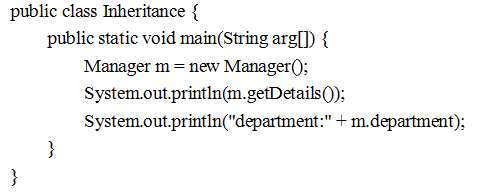 public class Inheritance {
public static void main(String arg[]) {
Manager m = new Manager();
System.out.println(m.getDetails());
System.out.println("department:" + m.department);
}
}